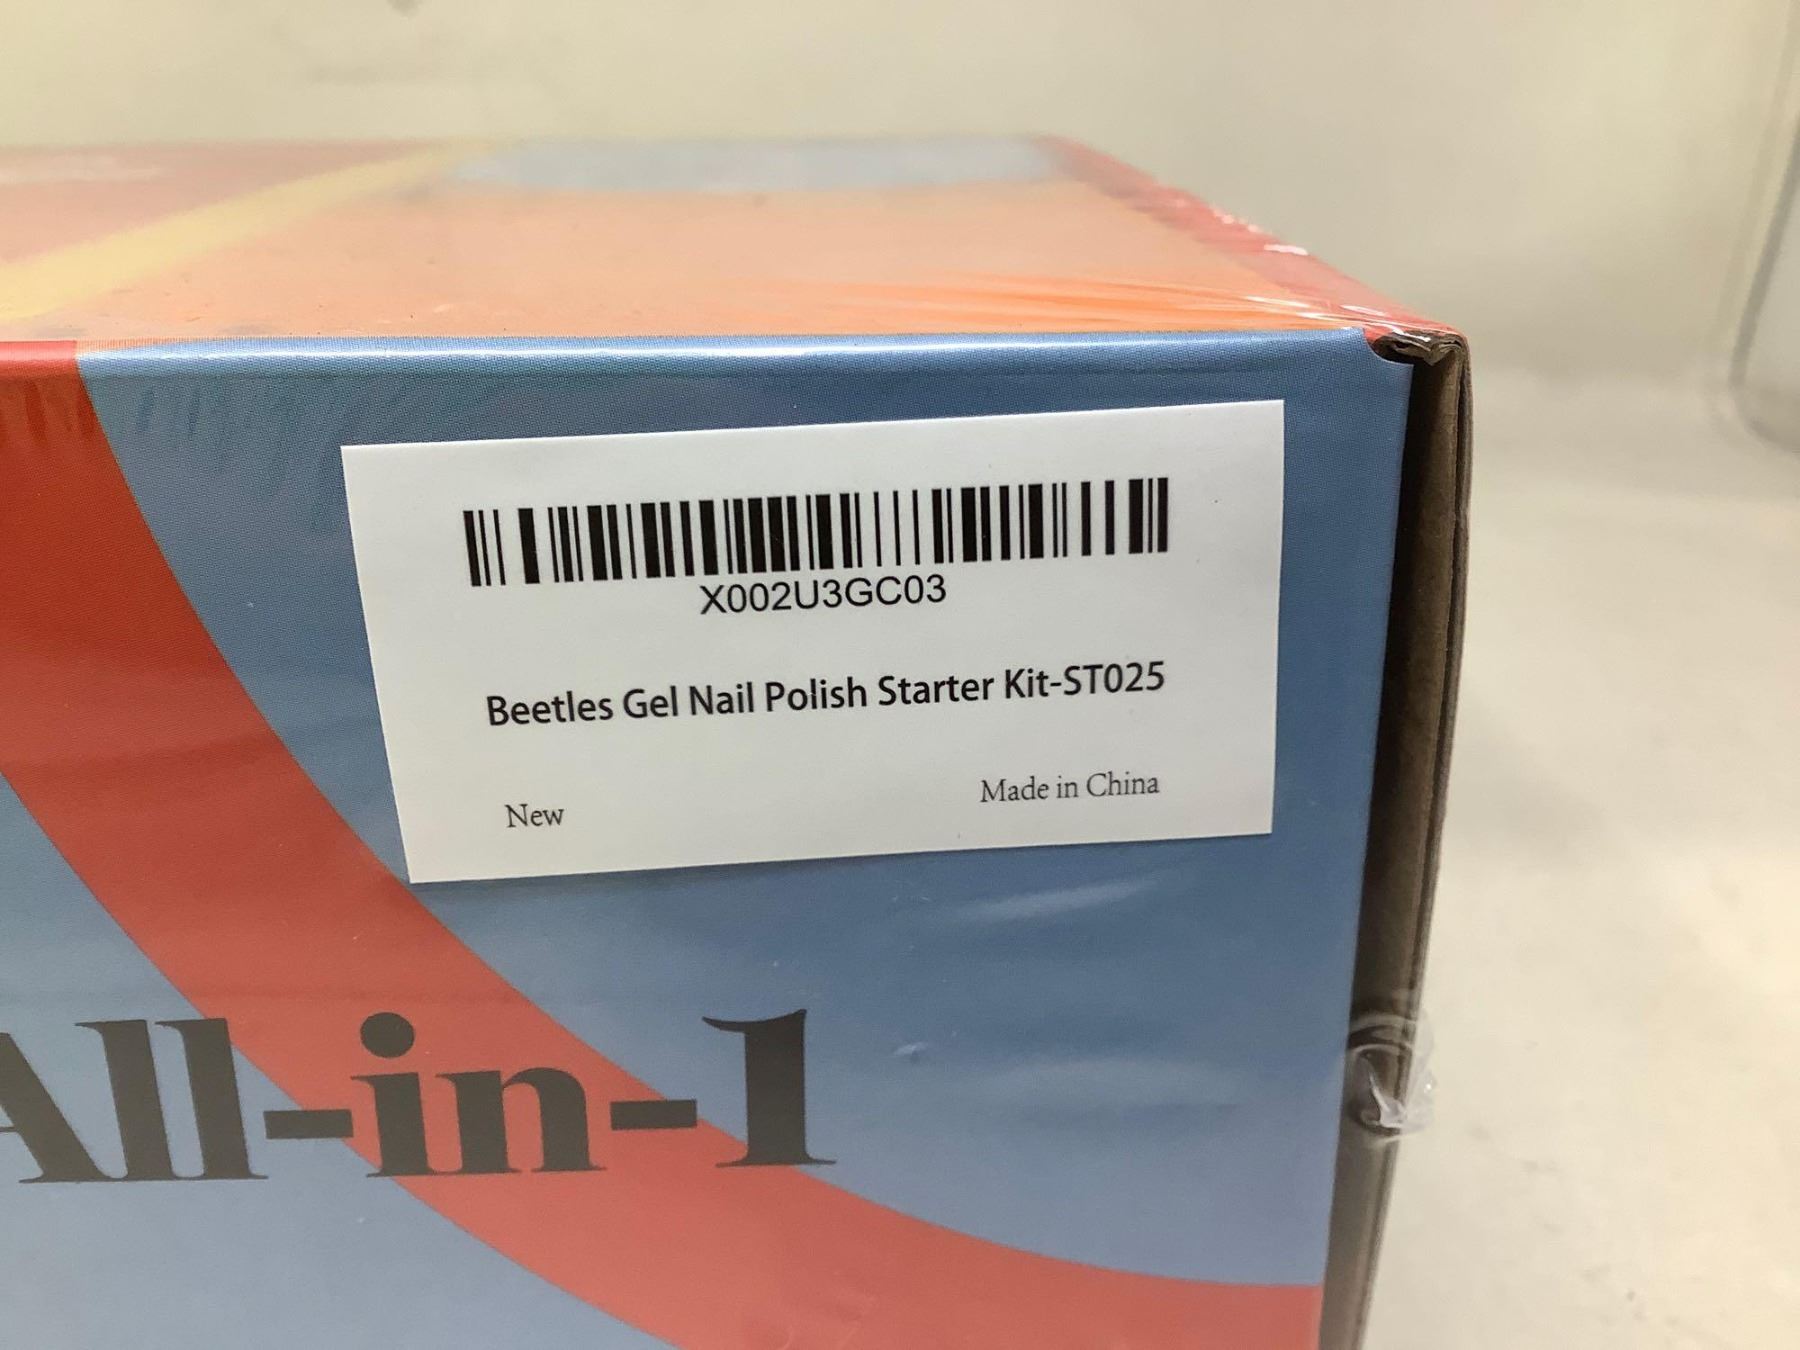 X002U3GC03
Beetles Gel Nail Polish Starter Kit-ST025
New
Made in China
All-in-1